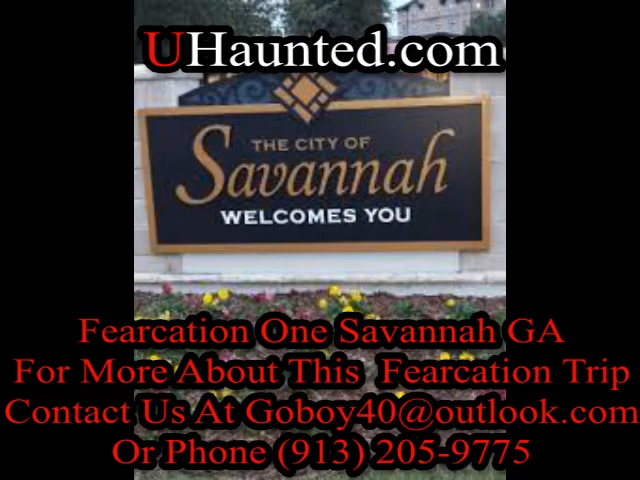 UHaunted.com
THE CITY OF
Savannah
WELCOMES YOU
Fearcation One Savannah GA
For More About This Fearcation Trip
Contact Us At Goboy40@outlook.com
Or Phone (913) 205-9775